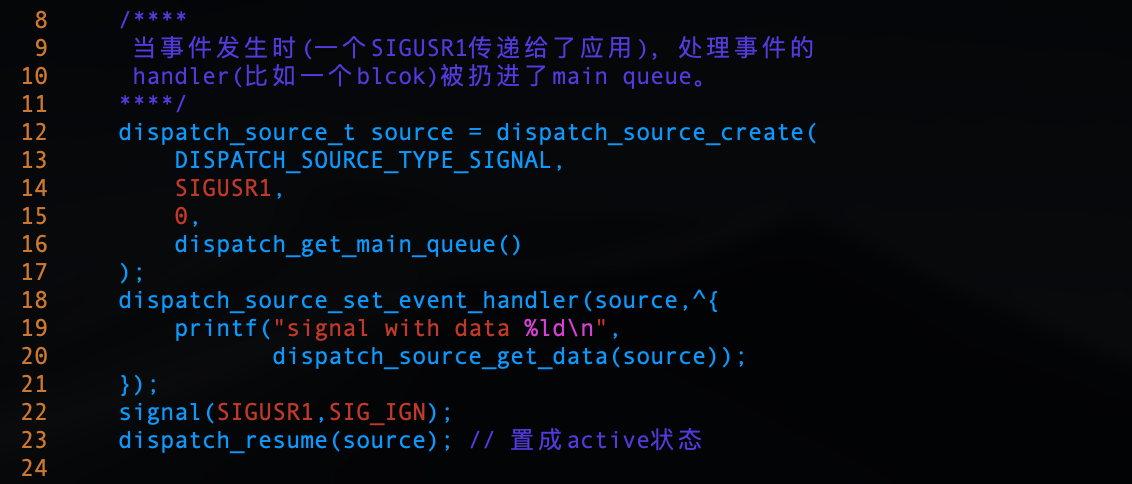 8 /****
9 当事件发生时(一个SIGUSR1传递给了应用), 处理事件的
10 handler(比如一个blcok)被扔进了main queue。
11 ****/
12 dispatch_source_t source = dispatch_source_create(
13 DISPATCH_SOURCE_TYPE_SIGNAL,
14 SIGUSR1,
15 0,
16 dispatch_get_main_queue()
17 );
18 dispatch_source_set_event_handler(source,^{
19 printf("signal with data %ld\n",
20 dispatch_source_get_data(source));
21 });
22 signal(SIGUSR1,SIG_IGN);
23 dispatch_resume(source); // 置成active状态
24